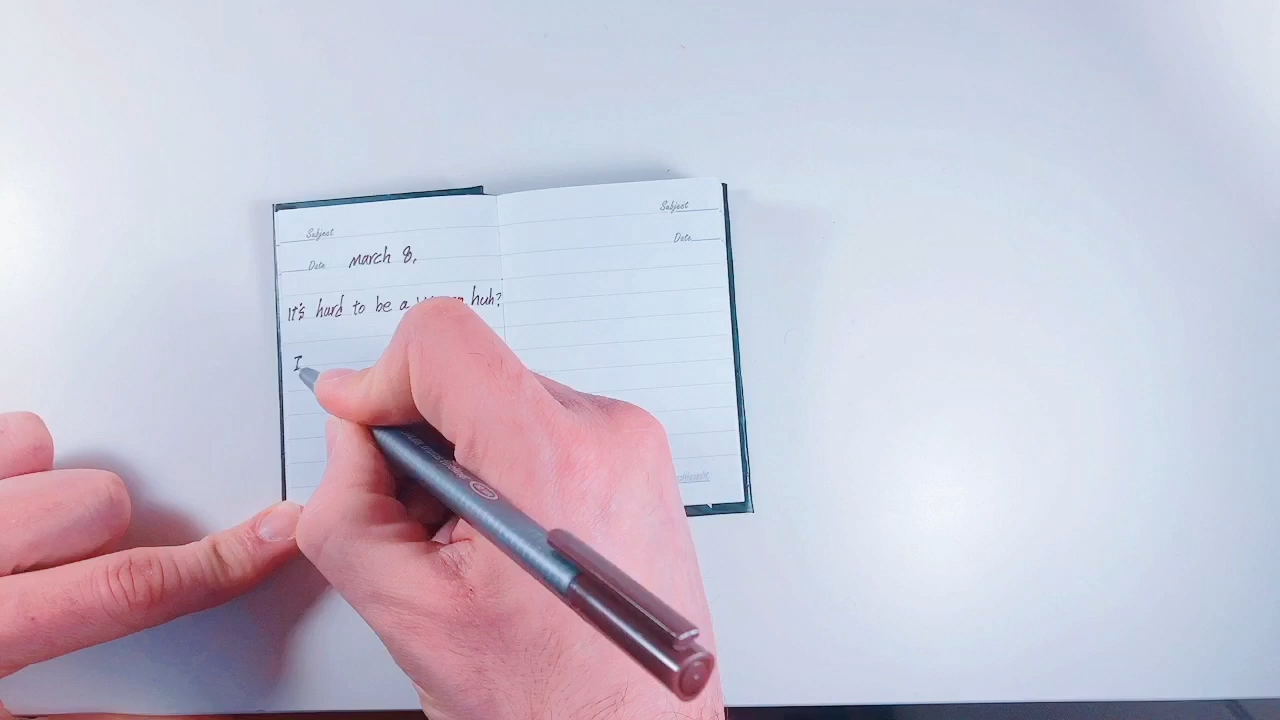 Subject
Date march 8,
It's hard to be a huh?
I
Subject
Date